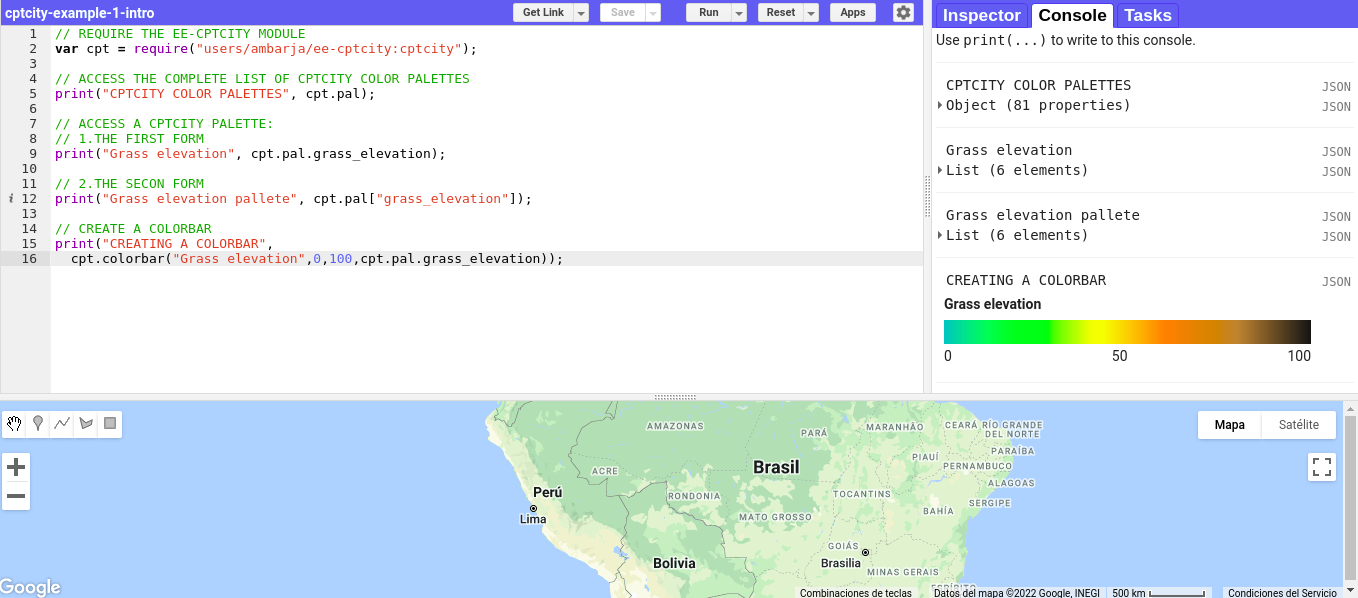 cptcity-example-1-intro
Get Link
Save
Run
Reset
Apps
1 // REQUIRE THE EE-CPTCITY MODULE
2 var cpt = require("users/ambarja/ee-cptcity:cptcity");
3
4 // ACCESS THE COMPLETE LIST OF CPTCITY COLOR PALETTES
5 print("CPTCITY COLOR PALETTES", cpt.pal);
6
7 // ACCESS A CPTCITY PALETTE:
8 // 1.THE FIRST FORM
9 print("Grass elevation", cpt.pal.grass_elevation);
10
11 // 2.THE SECON FORM
i 12 print("Grass elevation pallete", cpt.pal["grass_elevation"]);
13
14 // CREATE A COLORBAR
15 print("CREATING A COLORBAR",
16 cpt.colorbar("Grass elevation",0,100,cpt.pal.grass_elevation));
Inspector Console Tasks
Use print(...) to write to this console.
CPTCITY COLOR PALETTES JSON
Object (81 properties) JSON
Grass elevation JSON
List (6 elements) JSON
Grass elevation pallete JSON
List (6 elements) JSON
CREATING A COLORBAR JSON
Grass elevation
0 50 100
Mapa Satélite
AMAZONAS
PARÁ
MARANHÃO
CEARÁ
RÍO GRANDE
DEL NORTE
PARAÍBA
PIAUÍ
PERNAMBUCO
ACRE
Brasil
ALAGOAS
Perú
RONDONIA
TOCANTINS
SERGIPE
Lima
MATO GROSSO
BAHÍA
GOIÁS
Bolivia
Brasilia
MINAS GERAIS
ESPÍRITO
Google
Combinaciones de teclas
Datos del mapa ©2022 Google, INEGI
500 km
Condiciones del Servicio